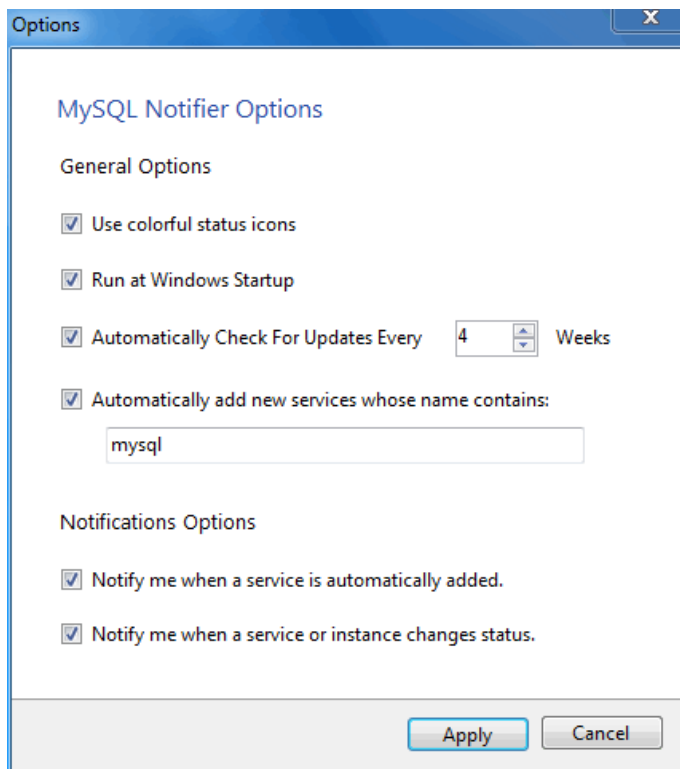 Options
X
MySQL Notifier Options
General Options
Use colorful status icons
Run at Windows Startup
Automatically Check For Updates Every 4 Weeks
Automatically add new services whose name contains:
mysql
Notifications Options
Notify me when a service is automatically added.
Notify me when a service or instance changes status.
Apply Cancel